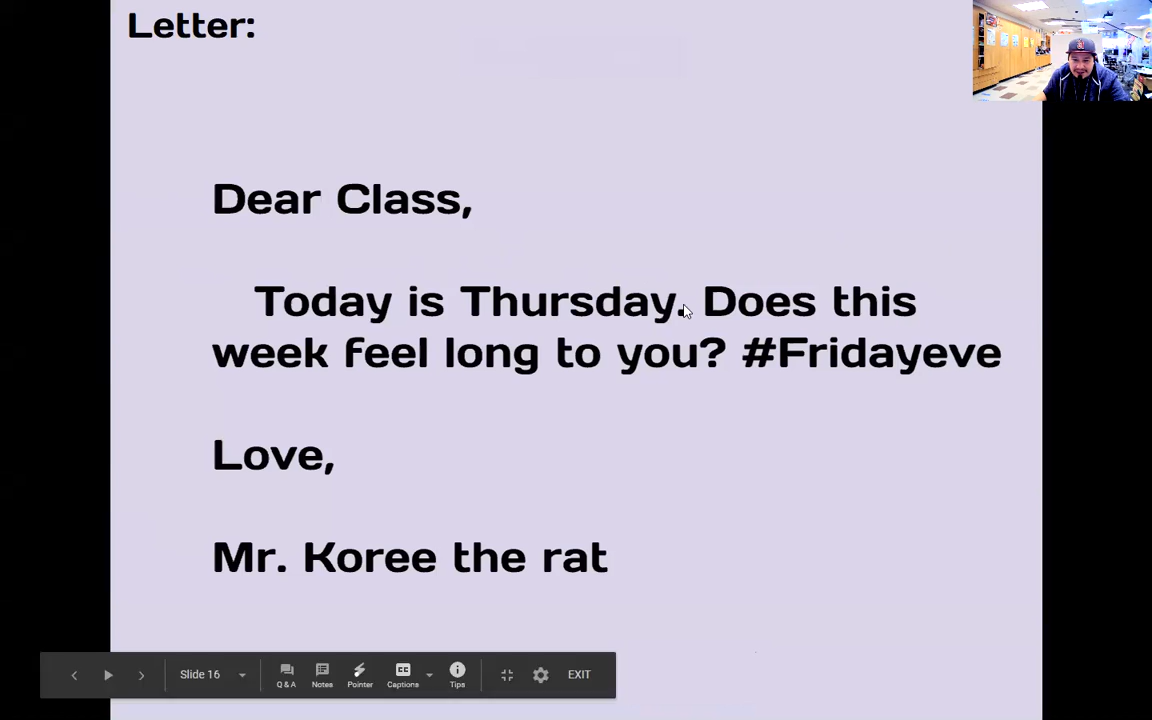 Letter:
Dear Class,
Today is Thursday. Does this
week feel long to you? #Fridayeve
Love,
Mr. Koree the rat
Slide 16
Q & A
Notes
Pointer
CC
Captions
Tips
EXIT